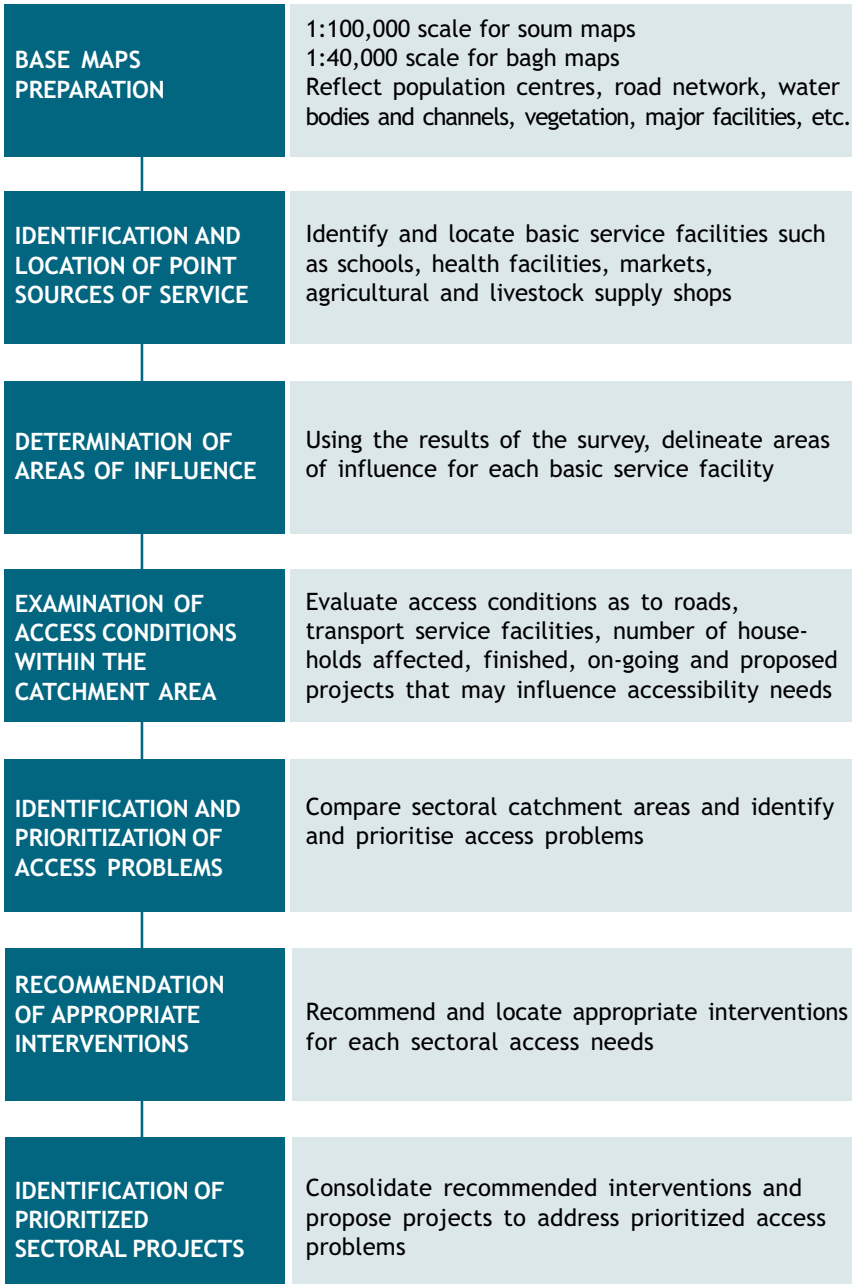 BASE MAPS
PREPARATION
1:100,000 scale for soum maps
1:40,000 scale for bagh maps
Reflect population centres, road network, water
bodies and channels, vegetation, major facilities, etc.
IDENTIFICATION AND
LOCATION OF POINT
SOURCES OF SERVICE
Identify and locate basic service facilities such
as schools, health facilities, markets,
agricultural and livestock supply shops
DETERMINATION OF
AREAS OF INFLUENCE
Using the results of the survey, delineate areas
of influence for each basic service facility
EXAMINATION OF
ACCESS CONDITIONS
WITHIN THE
CATCHMENT AREA
Evaluate access conditions as to roads,
transport service facilities, number of house-
holds affected, finished, on-going and proposed
projects that may influence accessibility needs
IDENTIFICATION AND
PRIORITIZATION OF
ACCESS PROBLEMS
Compare sectoral catchment areas and identify
and prioritise access problems
RECOMMENDATION
OF APPROPRIATE
INTERVENTIONS
Recommend and locate appropriate interventions
for each sectoral access needs
IDENTIFICATION OF
PRIORITIZED
SECTORAL PROJECTS
Consolidate recommended interventions and
propose projects to address prioritized access
problems